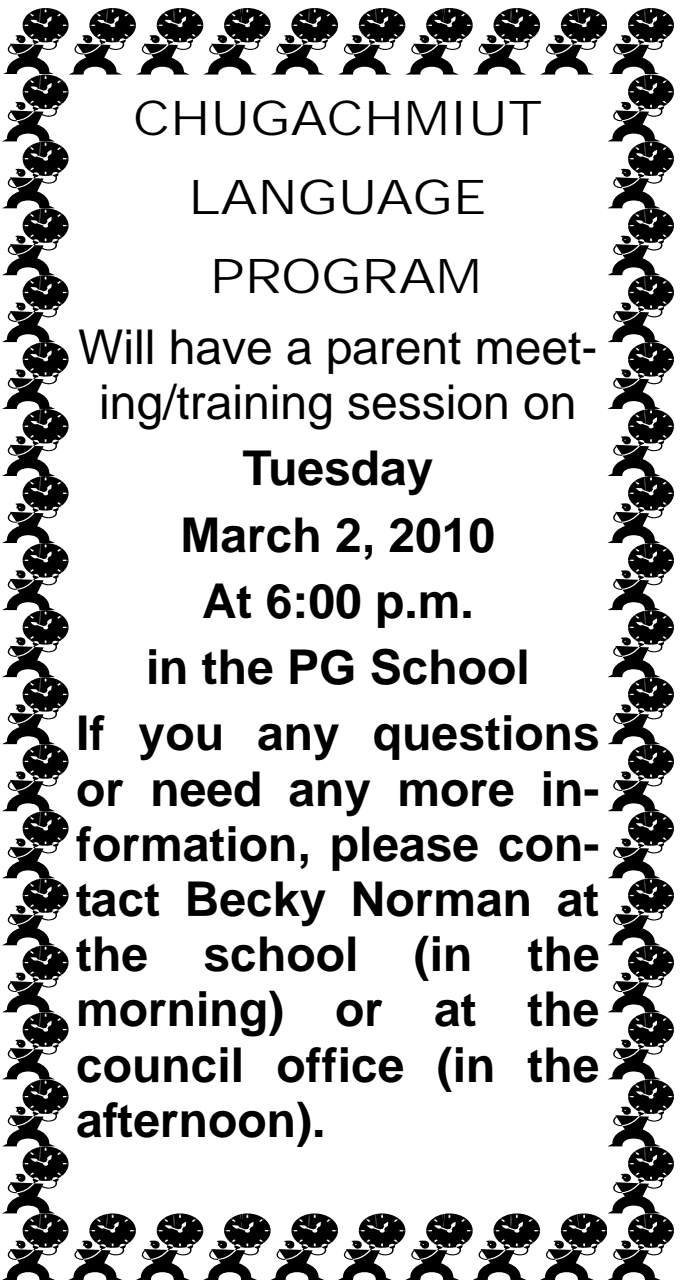 CHUGACHMIUT
LANGUAGE
PROGRAM
Will have a parent meet-
ing/training session on
Tuesday
March 2, 2010
At 6:00 p.m.
in the PG School
If you any questions
or need any more in-
formation, please con-
tact Becky Norman at
the school (in the
morning) or at the
council office (in the
afternoon).